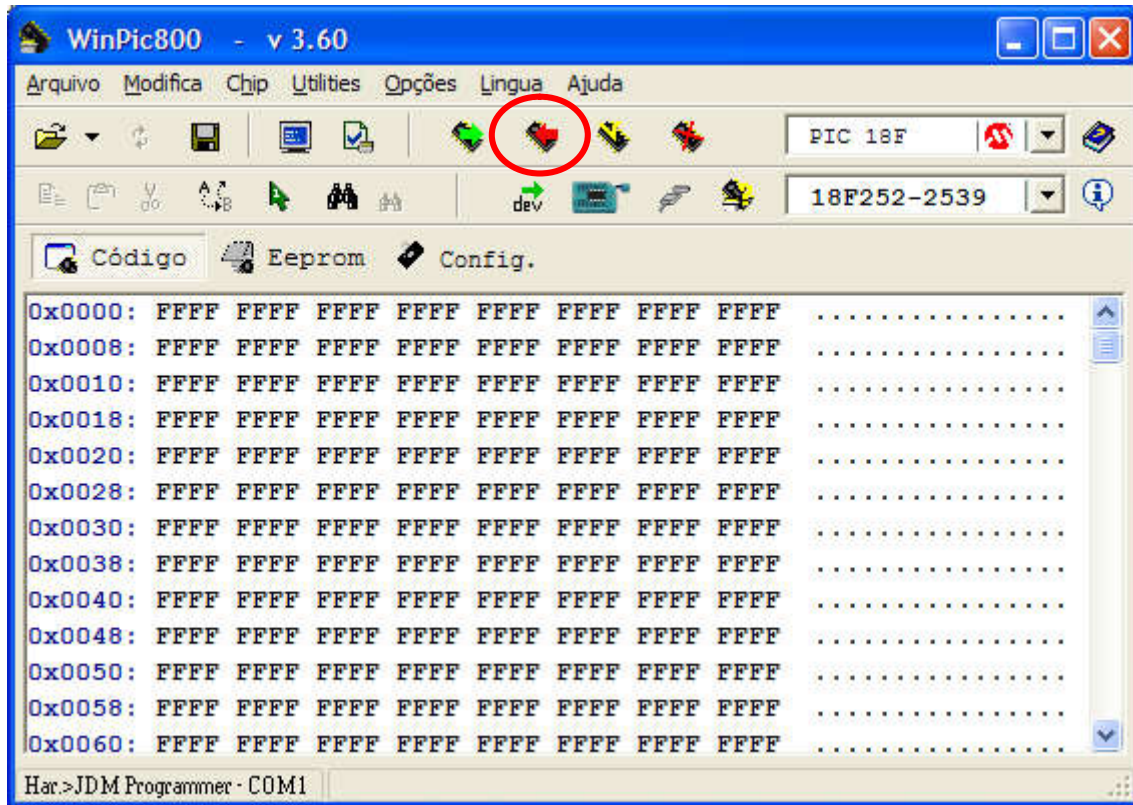 WinPic800 - v 3.60
Arquivo Modifica Chip Utilities Opções Lingua Ajuda
PIC 18F
A B
dev
18F252-2539
Código Eeprom Config.
0x0000: FFFF FFFF FFFF FFFF FFFF FFFF FFFF FFFF ................
0x0008: FFFF FFFF FFFF FFFF FFFF FFFF FFFF FFFF ................
0x0010: FFFF FFFF FFFF FFFF FFFF FFFF FFFF FFFF ................
0x0018: FFFF FFFF FFFF FFFF FFFF FFFF FFFF FFFF ................
0x0020: FFFF FFFF FFFF FFFF FFFF FFFF FFFF FFFF ................
0x0028: FFFF FFFF FFFF FFFF FFFF FFFF FFFF FFFF ................
0x0030: FFFF FFFF FFFF FFFF FFFF FFFF FFFF FFFF ................
0x0038: FFFF FFFF FFFF FFFF FFFF FFFF FFFF FFFF ................
0x0040: FFFF FFFF FFFF FFFF FFFF FFFF FFFF FFFF ................
0x0048: FFFF FFFF FFFF FFFF FFFF FFFF FFFF FFFF ................
0x0050: FFFF FFFF FFFF FFFF FFFF FFFF FFFF FFFF ................
0x0058: FFFF FFFF FFFF FFFF FFFF FFFF FFFF FFFF ................
0x0060: FFFF FFFF FFFF FFFF FFFF FFFF FFFF FFFF ................
Har.>JDM Programmer - COM1